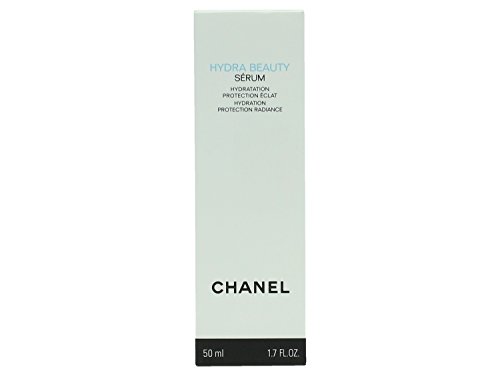 HYDRA BEAUTY
SÉRUM
HYDRATATION
PROTECTION ÉCLAT
HYDRATION
PROTECTION RADIANCE
CHANEL
50 ml 1.7 FL.OZ.